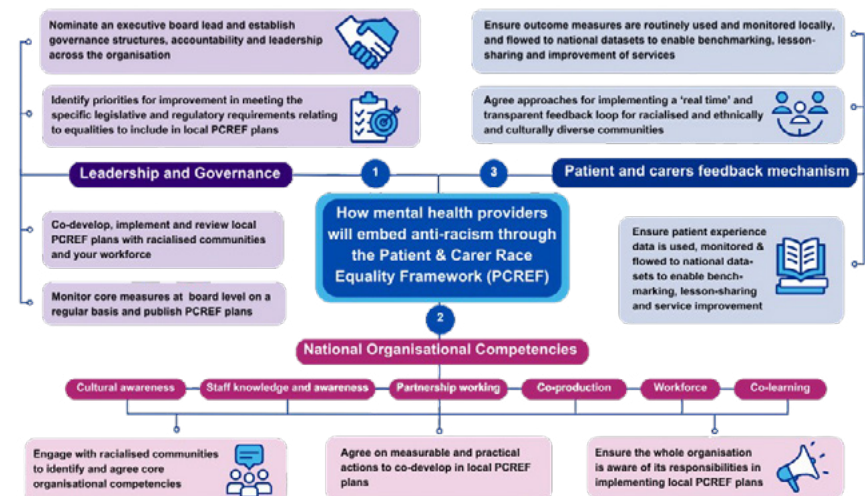 Nominate an executive board lead and establish
governance structures, accountability and leadership
across the organisation
Identify priorities for improvement in meeting the
specific legislative and regulatory requirements relating
to equalities to include in local PCREF plans
Leadership and Governance
1
Co-develop, implement and review local
PCREF plans with racialised communities
and your workforce
Monitor core measures at board level on a
regular basis and publish PCREF plans
How mental health providers
will embed anti-racism through
the Patient & Carer Race
Equality Framework (PCREF)
3
Patient and carers feedback mechanism
Ensure outcome measures are routinely used and monitored locally,
and flowed to national datasets to enable benchmarking, lesson-
sharing and improvement of services
Agree approaches for implementing a ‘real time’ and
transparent feedback loop for racialised and ethnically
and culturally diverse communities
Ensure patient experience
data is used, monitored &
flowed to national data-
sets to enable bench-
marking, lesson-sharing
and service improvement
2
National Organisational Competencies
Cultural awareness
Staff knowledge and awareness
Partnership working
Co-production
Workforce
Co-learning
Engage with racialised communities
to identify and agree core
organisational competencies
Agree on measurable and practical
actions to co-develop in local PCREF
plans
Ensure the whole organisation
is aware of its responsibilities in
implementing local PCREF plans